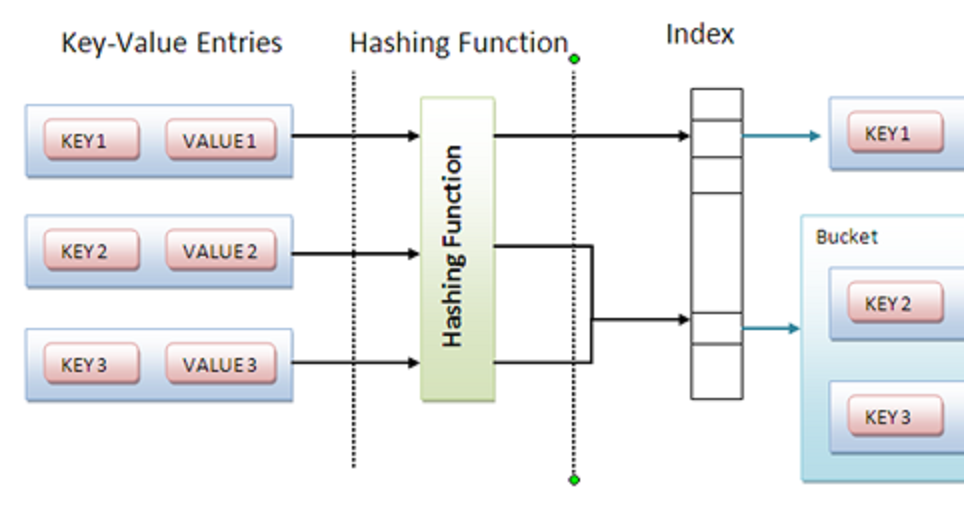 Key-Value Entries
Hashing Function
Index
KEY1 VALUE1
KEY2 VALUE2
KEY3 VALUE3
Hashing Function
KEY1
Bucket
KEY2
KEY3